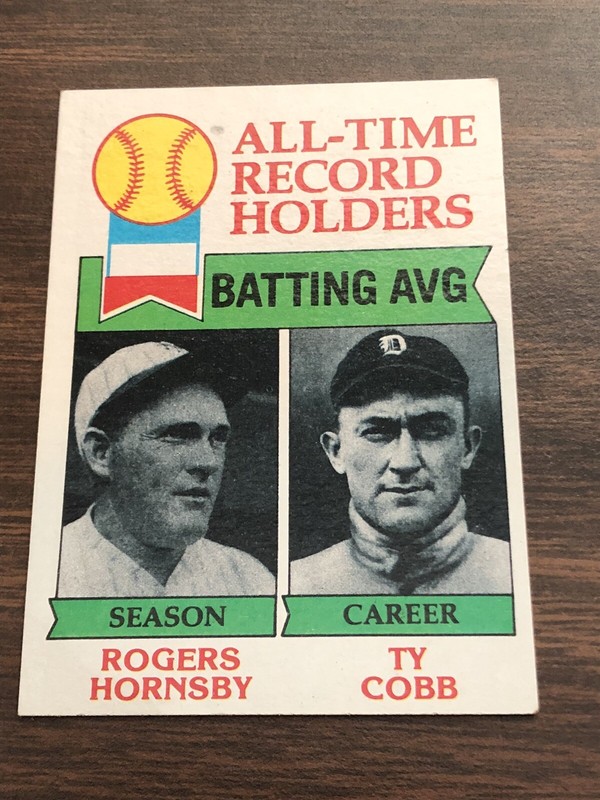 ALL-TIME
RECORD
HOLDERS
BATTING AVG
D
SEASON
CAREER
ROGERS
HORNSBY
TY
COBB